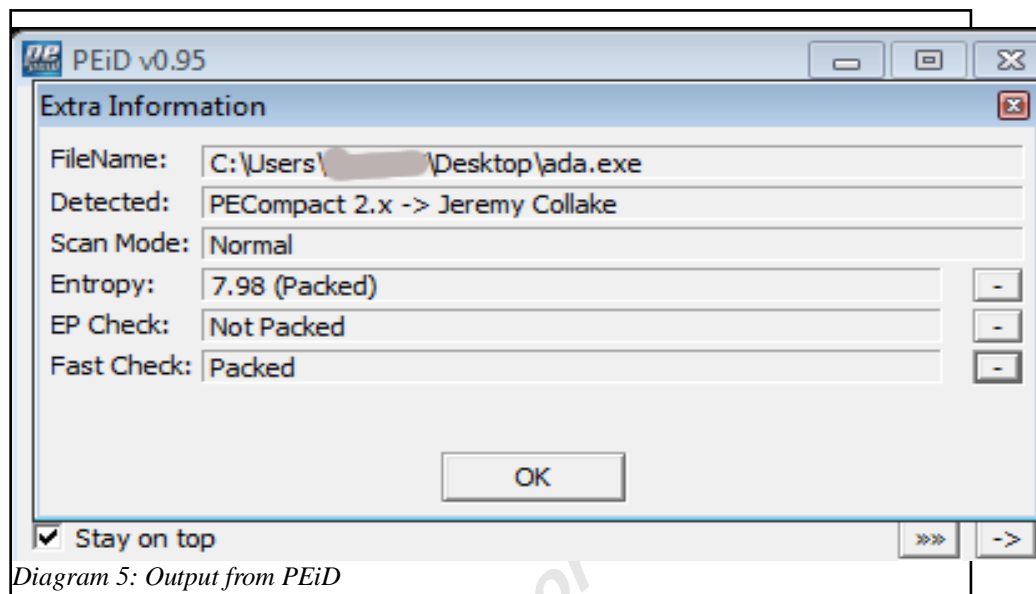 PEiD v0.95
Extra Information
FileName: C:\Users\ \Desktop\ada.exe
Detected: PECompact 2.x -> Jeremy Collake
Scan Mode: Normal
Entropy: 7.98 (Packed) -
EP Check: Not Packed -
Fast Check: Packed -
OK
Stay on top »» ->
Diagram 5: Output from PEiD